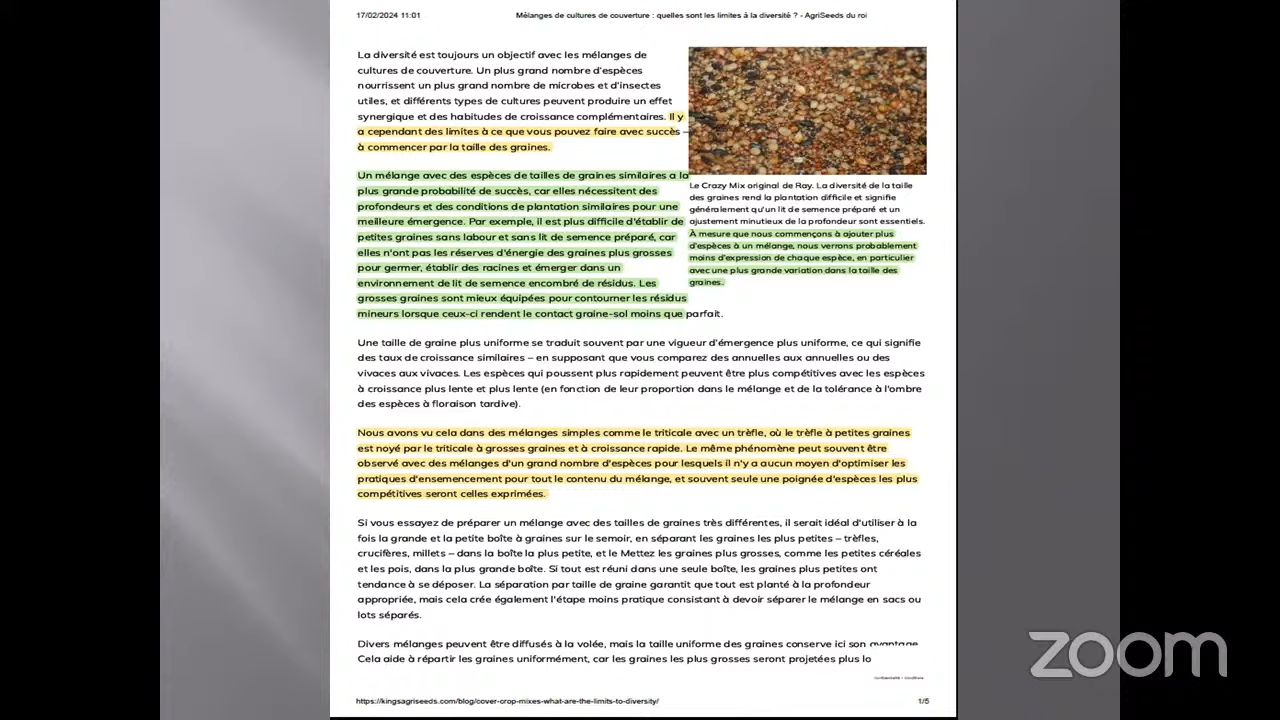 17/02/2024 11:01
Mélanges de cultures de couverture : quelles sont les limites à la diversité ? - AgriSeeds du roi
La diversité est toujours un objectif avec les mélanges de
cultures de couverture. Un plus grand nombre d'espèces
nourrissent un plus grand nombre de microbes et d'insectes
utiles, et différents types de cultures peuvent produire un effet
synergique et des habitudes de croissance complémentaires. Il y
a cependant des limites à ce que vous pouvez faire avec succès –
à commencer par la taille des graines.
Un mélange avec des espèces de tailles de graines similaires a la
plus grande probabilité de succès, car elles nécessitent des
profondeurs et des conditions de plantation similaires pour une
meilleure émergence. Par exemple, il est plus difficile d'établir de
petites graines sans labour et sans lit de semence préparé, car
elles n'ont pas les réserves d'énergie des graines plus grosses
pour germer, établir des racines et émerger dans un
environnement de lit de semence encombré de résidus. Les
grosses graines sont mieux équipées pour contourner les résidus
mineurs lorsque ceux-ci rendent le contact graine-sol moins que parfait.
Le Crazy Mix original de Ray. La diversité de la taille
des graines rend la plantation difficile et signifie
généralement qu'un lit de semence préparé et un
ajustement minutieux de la profondeur sont essentiels.
À mesure que nous commençons à ajouter plus
d'espèces à un mélange, nous verrons probablement
moins d'expression de chaque espèce, en particulier
avec une plus grande variation dans la taille des
graines.
Une taille de graine plus uniforme se traduit souvent par une vigueur d'émergence plus uniforme, ce qui signifie
des taux de croissance similaires – en supposant que vous comparez des annuelles aux annuelles ou des
vivaces aux vivaces. Les espèces qui poussent plus rapidement peuvent être plus compétitives avec les espèces
à croissance plus lente et plus lente (en fonction de leur proportion dans le mélange et de la tolérance à l'ombre
des espèces à floraison tardive).
Nous avons vu cela dans des mélanges simples comme le triticale avec un trèfle, où le trèfle à petites graines
est noyé par le triticale à grosses graines et à croissance rapide. Le même phénomène peut souvent être
observé avec des mélanges d'un grand nombre d'espèces pour lesquels il n'y a aucun moyen d'optimiser les
pratiques d'ensemencement pour tout le contenu du mélange, et souvent seule une poignée d'espèces les plus
compétitives seront celles exprimées.
Si vous essayez de préparer un mélange avec des tailles de graines très différentes, il serait idéal d'utiliser à la
fois la grande et la petite boîte à graines sur le semoir, en séparant les graines les plus petites – trèfles,
crucifères, millets – dans la boîte la plus petite, et le Mettez les graines plus grosses, comme les petites céréales
et les pois, dans la plus grande boîte. Si tout est réuni dans une seule boîte, les graines plus petites ont
tendance à se déposer. La séparation par taille de graine garantit que tout est planté à la profondeur
appropriée, mais cela crée également l'étape moins pratique consistant à devoir séparer le mélange en sacs ou
lots séparés.
Divers mélanges peuvent être diffusés à la volée, mais la taille uniforme des graines conserve ici son avantage
Cela aide à répartir les graines uniformément, car les graines les plus grosses seront projetées plus lo
zoom
https://kingsagriseeds.com/blog/cover-crop-mixes-what-are-the-limits-to-diversity/
1/5